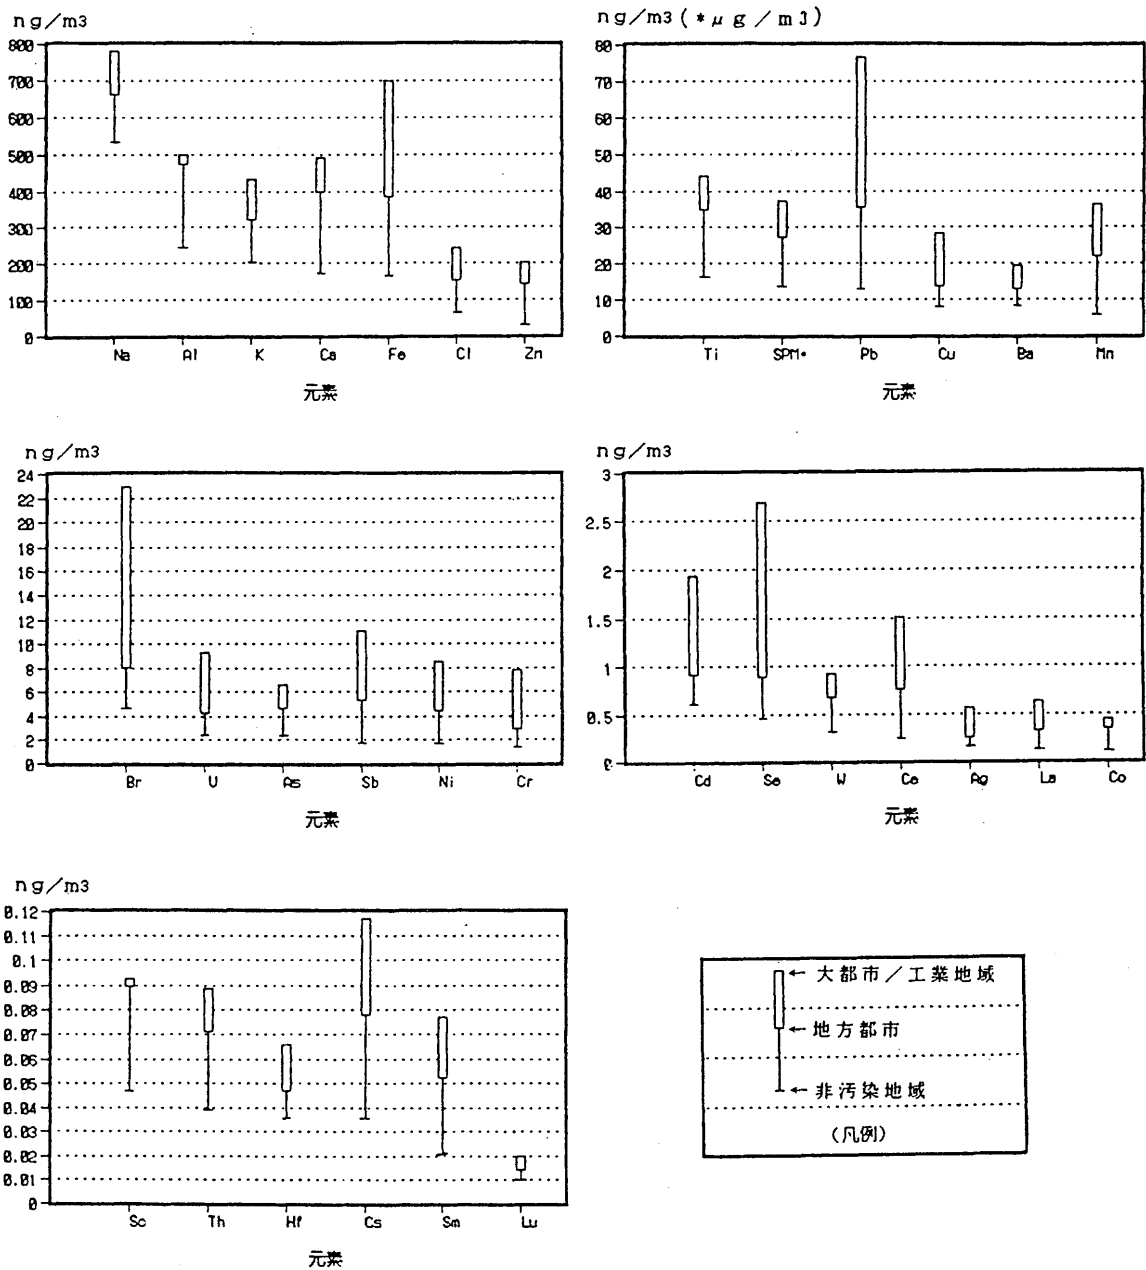 ng/m3
800
700
600
500
400
300
200
100
0
Na Al K Ca Fe Cl Zn
元素
ng/m3(*μg/m3)
80
70
60
50
40
30
20
10
0
Ti SPM* Pb Cu Ba Mn
元素
ng/m3
24
22
20
18
16
14
12
10
8
6
4
2
0
Br U As Sb Ni Cr
元素
ng/m3
3
2.5
2
1.5
1
0.5
0
Cd Se W Ce Ag La Co
元素
ng/m3
0.12
0.11
0.1
0.09
0.08
0.07
0.06
0.05
0.04
0.03
0.02
0.01
0
Sc Th Hf Cs Sm Lu
元素
←大都市/工業地域
←地方都市
←非汚染地域
(凡例)